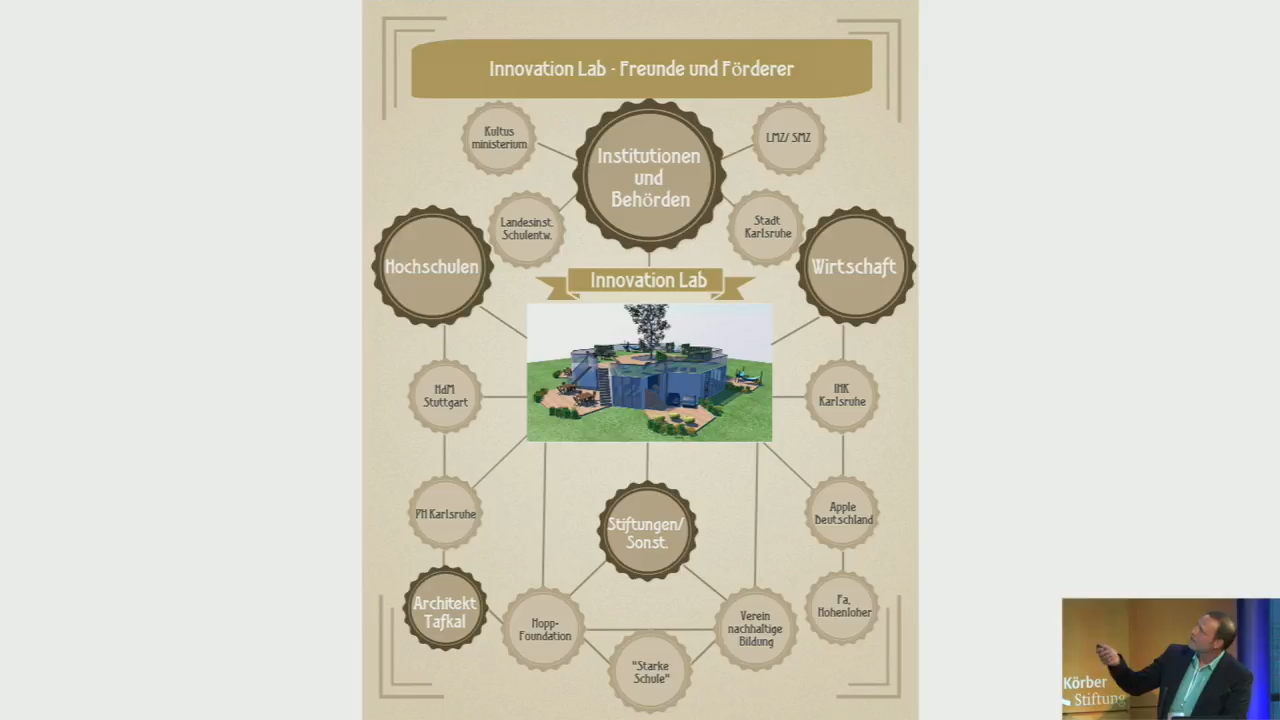 Innovation Lab - Freunde und Förderer
Kultus
ministerium
Institutionen
und
Behörden
LMZ/ SMZ
Landesinst.
Schulentw.
Stadt
Karlsruhe
Hochschulen
Innovation Lab
Wirtschaft
HdM
Stuttgart
IHK
Karlsruhe
PH Karlsruhe
Stiftungen/
Sonst.
Apple
Deutschland
Architekt
Tafkal
Hopp-
Foundation
"Starke
Schule"
Verein
nachhaltige
Bildung
Fa.
Hohenloher
Körber
Stiftung